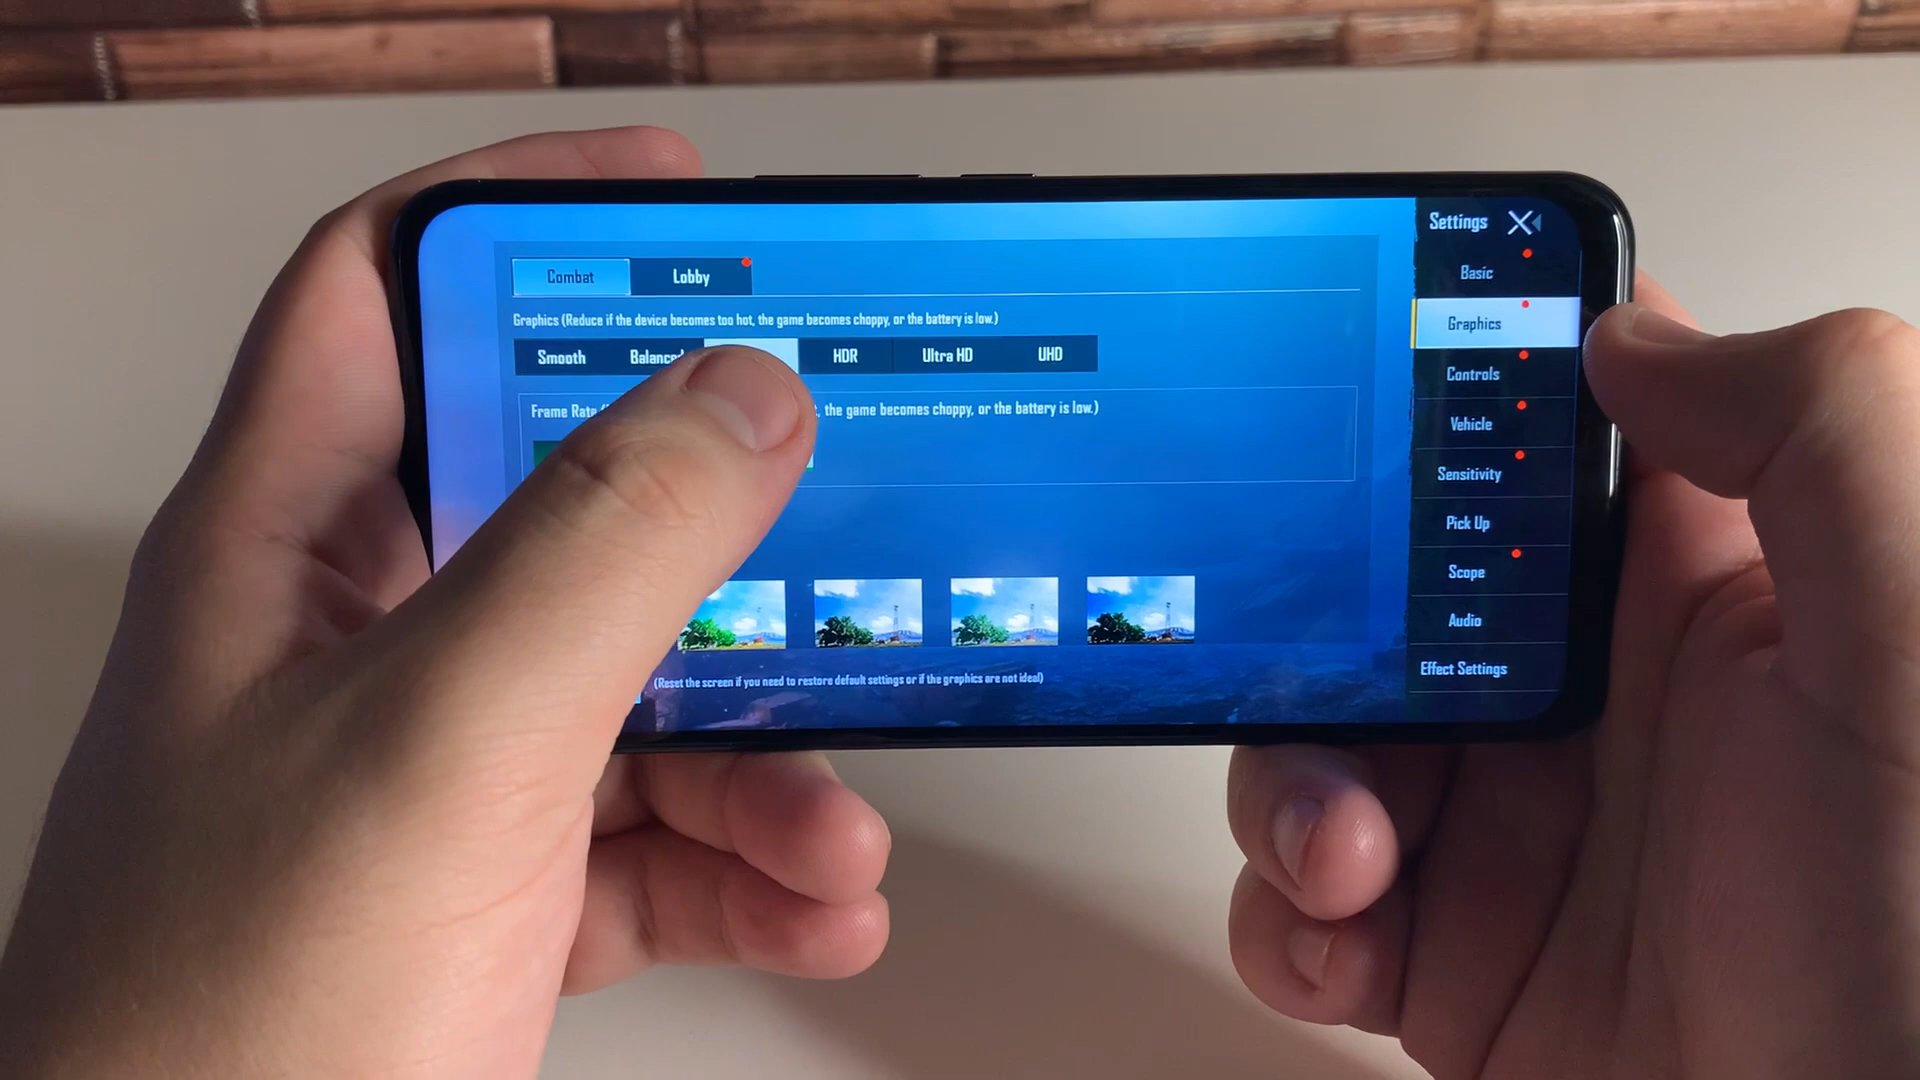 Settings
Basic
Combat
Lobby
Graphics (Reduce if the device becomes too hot, the game becomes choppy, or the battery is low.)
Graphics
Smooth
HDR
Ultra HD
UHD
Controls
Frame Rate
the game becomes choppy, or the battery is low.)
Vehicle
Sensitivity
Pick Up
Scope
Audio
Effect Settings
(Reset the screen if you need to restore default settings or if the graphics are not ideal)